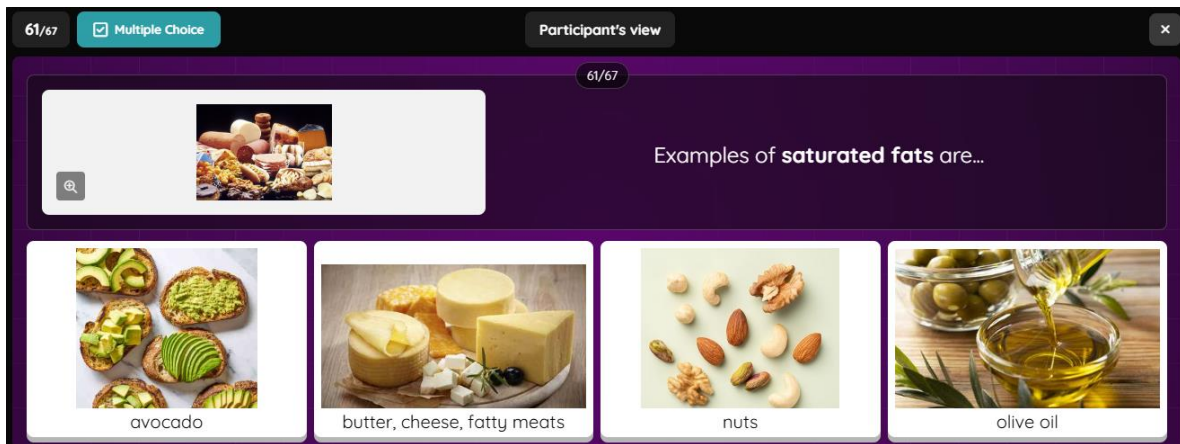 61/67
Multiple Choice
Participant's view
61/67
Examples of saturated fats are...
avocado
butter, cheese, fatty meats
nuts
olive oil